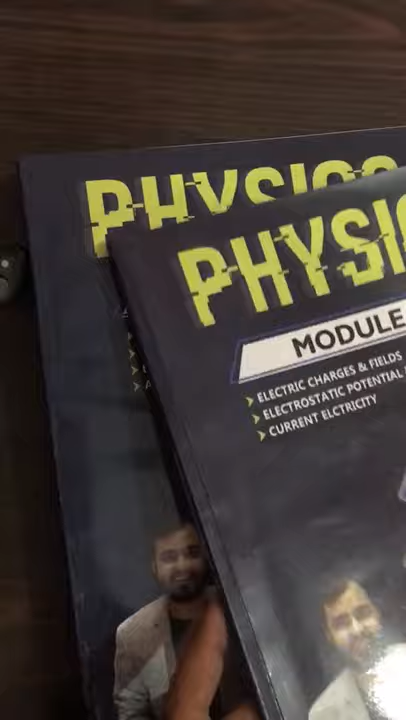 PHYSICS
PHYSIC
MODULE
ELECTRIC CHARGES & FIELDS
ELECTROSTATIC POTENTIAL
CURRENT ELCTRICITY